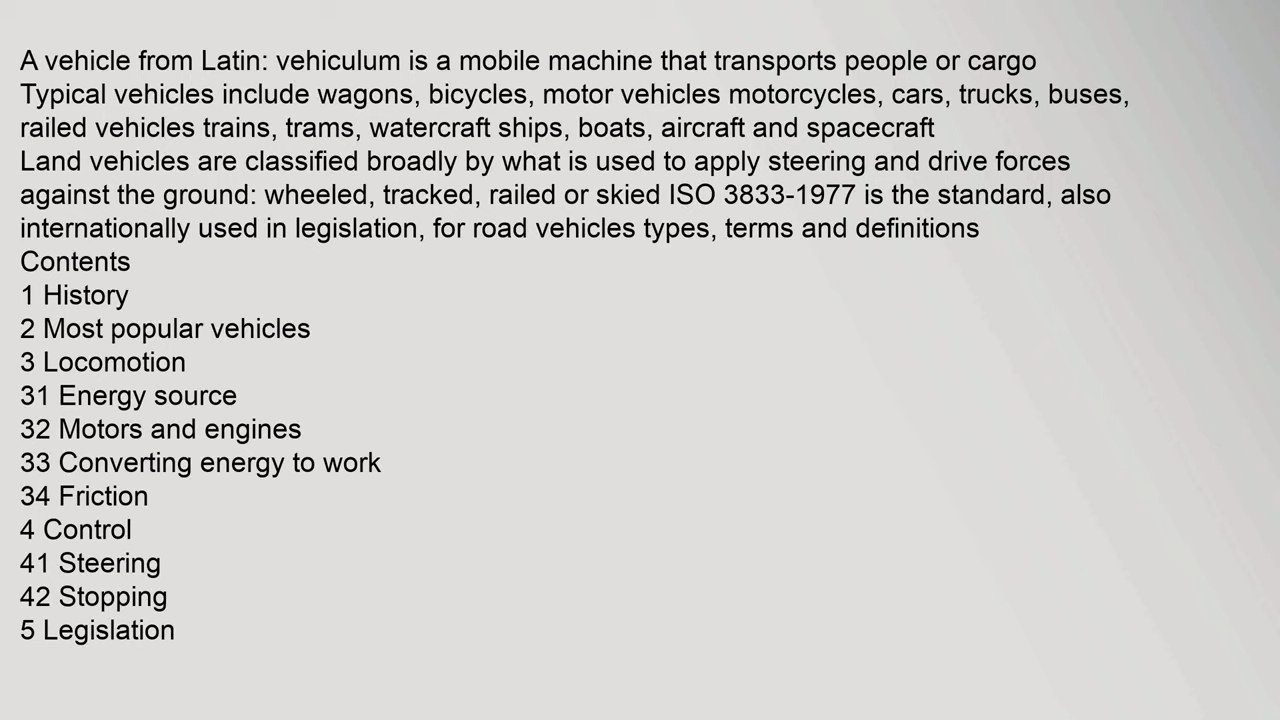 A vehicle from Latin: vehiculum is a mobile machine that transports people or cargo
Typical vehicles include wagons, bicycles, motor vehicles motorcycles, cars, trucks, buses,
railed vehicles trains, trams, watercraft ships, boats, aircraft and spacecraft
Land vehicles are classified broadly by what is used to apply steering and drive forces
against the ground: wheeled, tracked, railed or skied ISO 3833-1977 is the standard, also
internationally used in legislation, for road vehicles types, terms and definitions
Contents
1 History
2 Most popular vehicles
3 Locomotion
31 Energy source
32 Motors and engines
33 Converting energy to work
34 Friction
4 Control
41 Steering
42 Stopping
5 Legislation